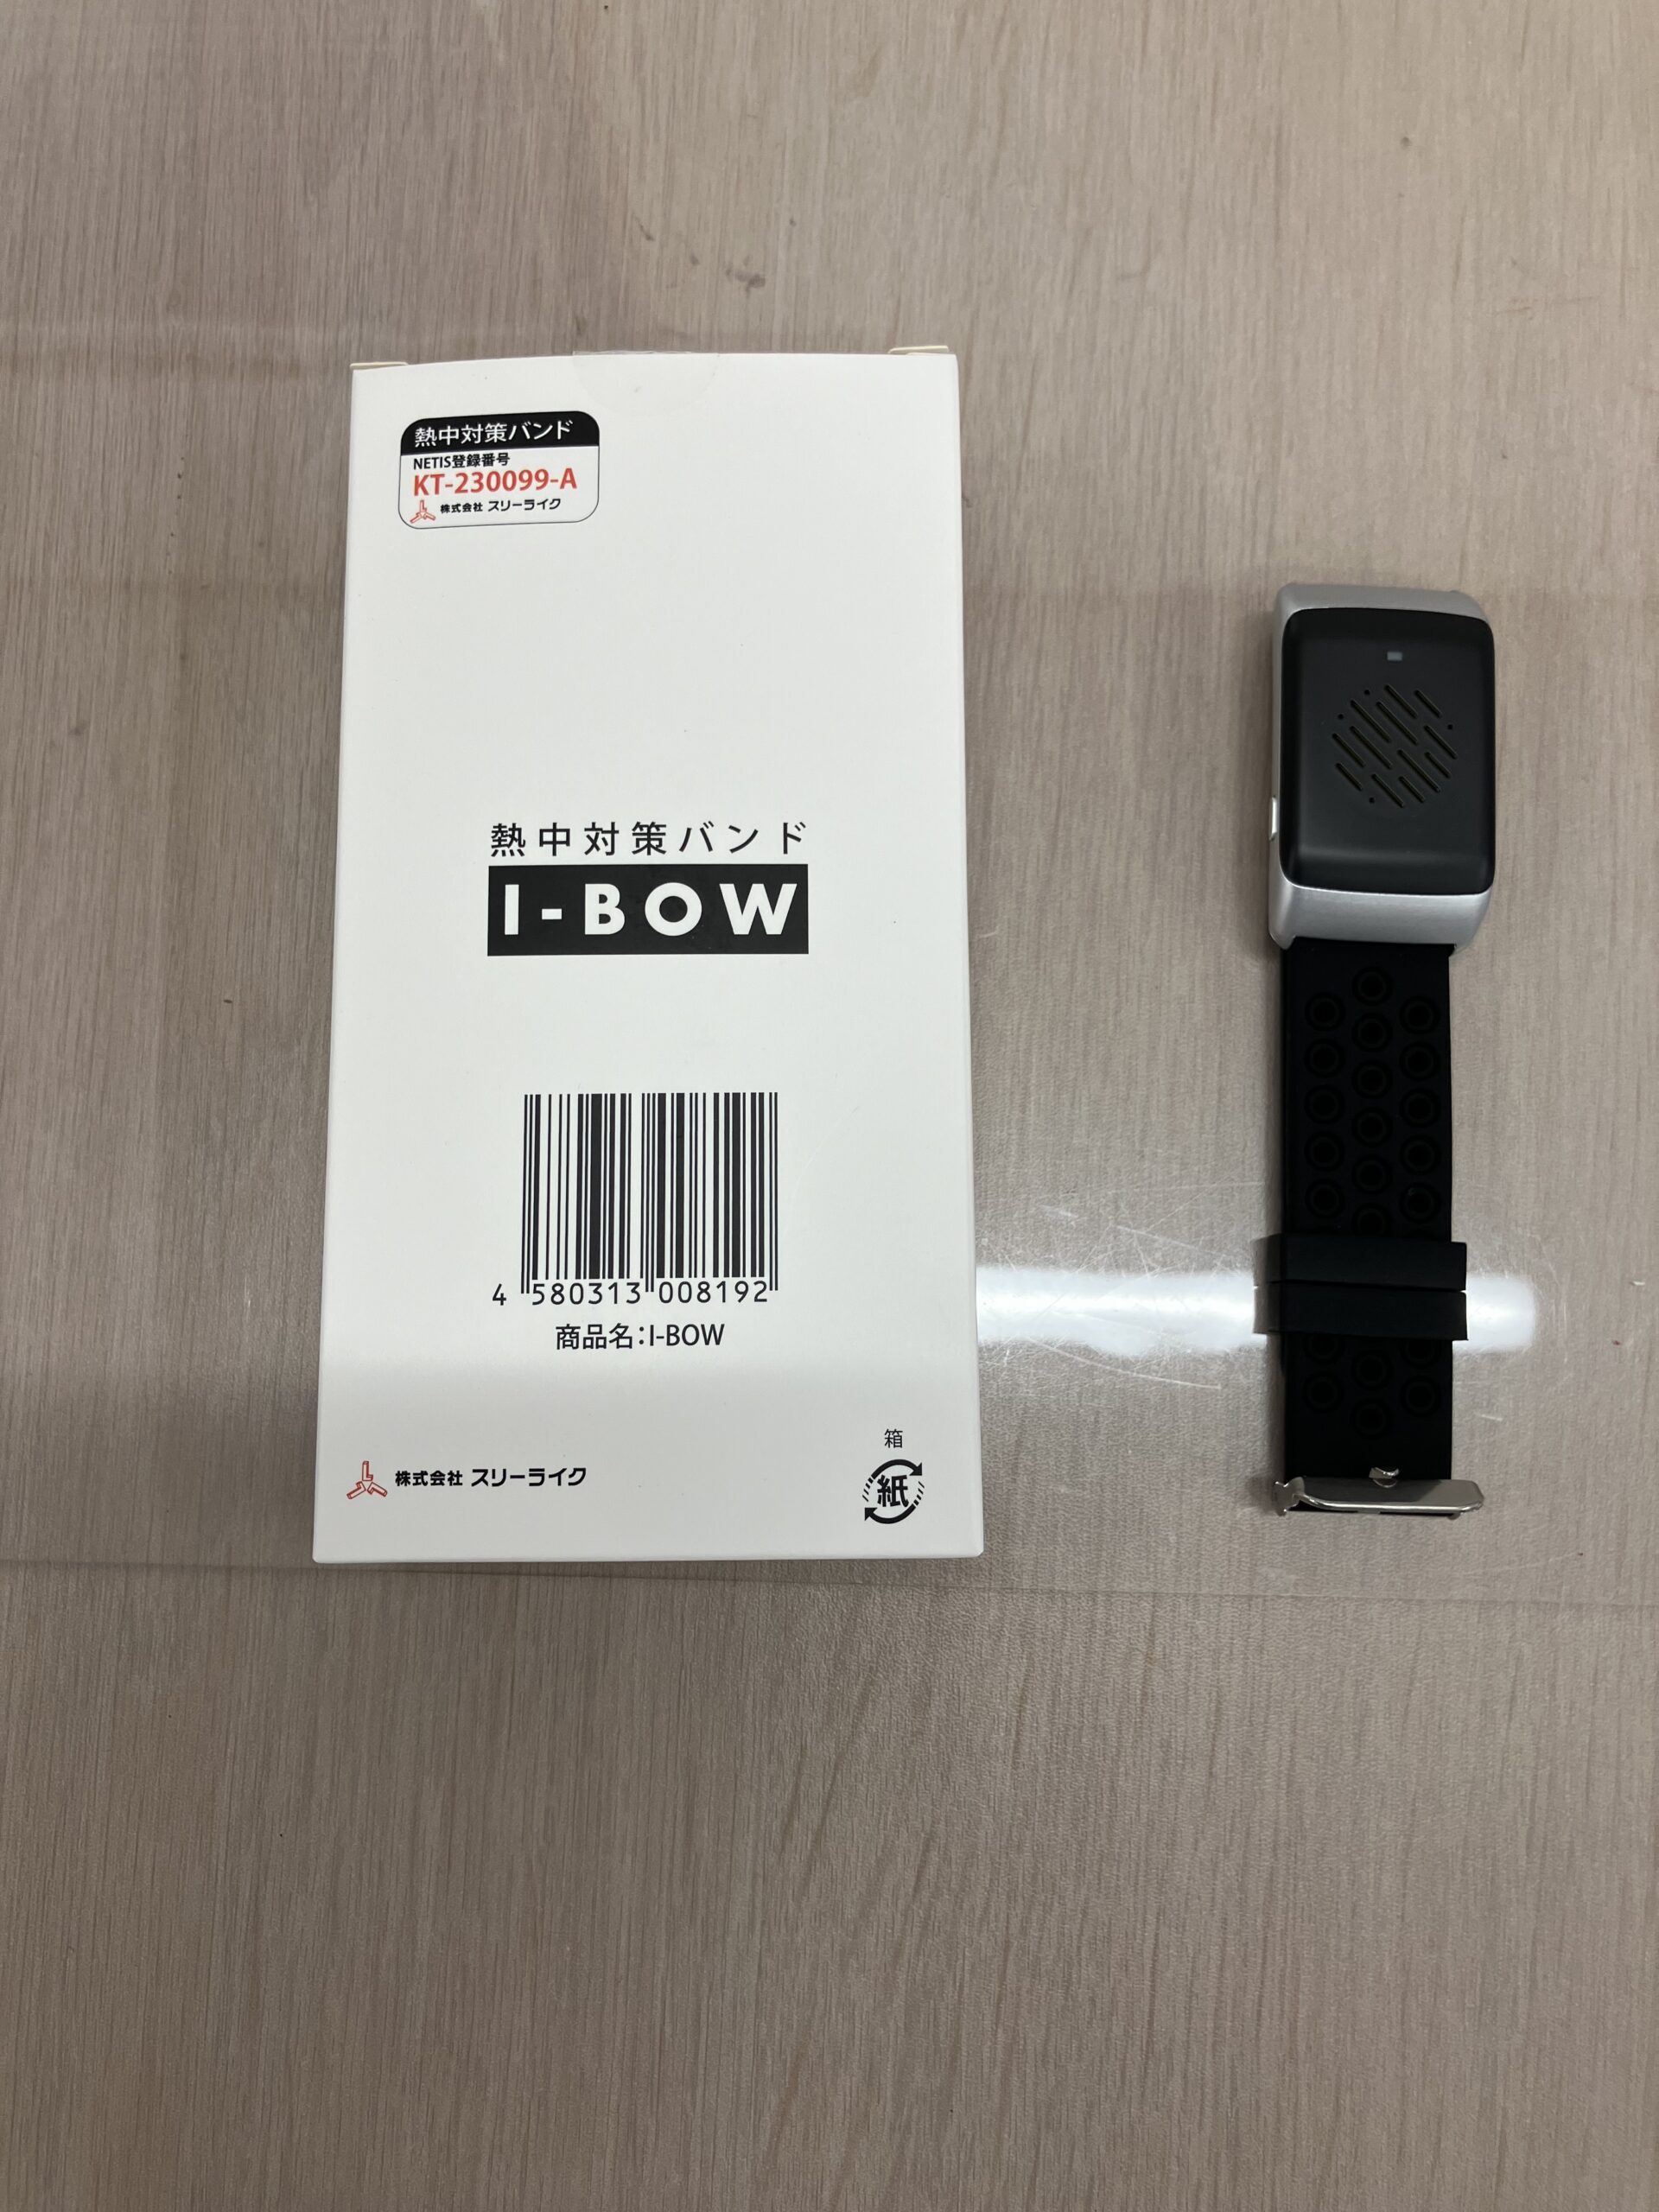 熱中対策バンド
NETIS登録番号
KT-230099-A
株式会社 スリーライク
熱中対策バンド
I-BOW
4 580313 008192
商品名：I-BOW
株式会社 スリーライク
箱
紙